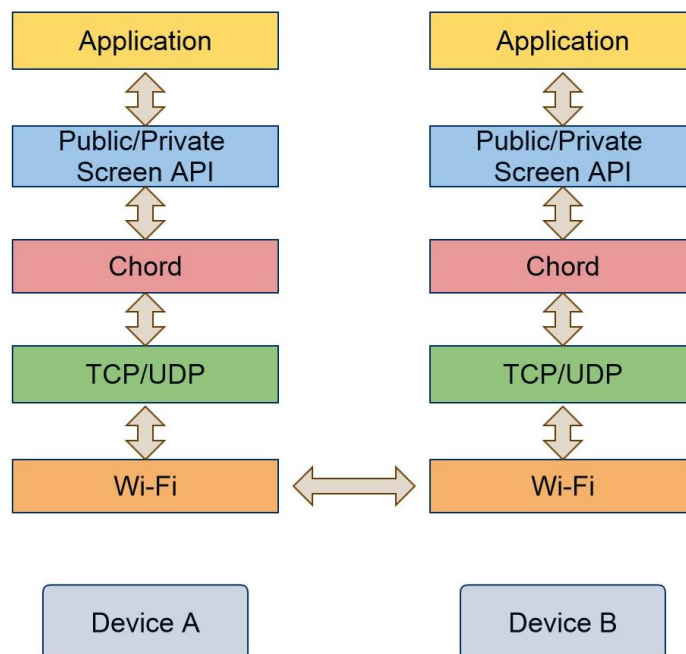 Application
Application
Public/Private
Screen API
Public/Private
Screen API
Chord
Chord
TCP/UDP
TCP/UDP
Wi-Fi
Wi-Fi
Device A
Device B